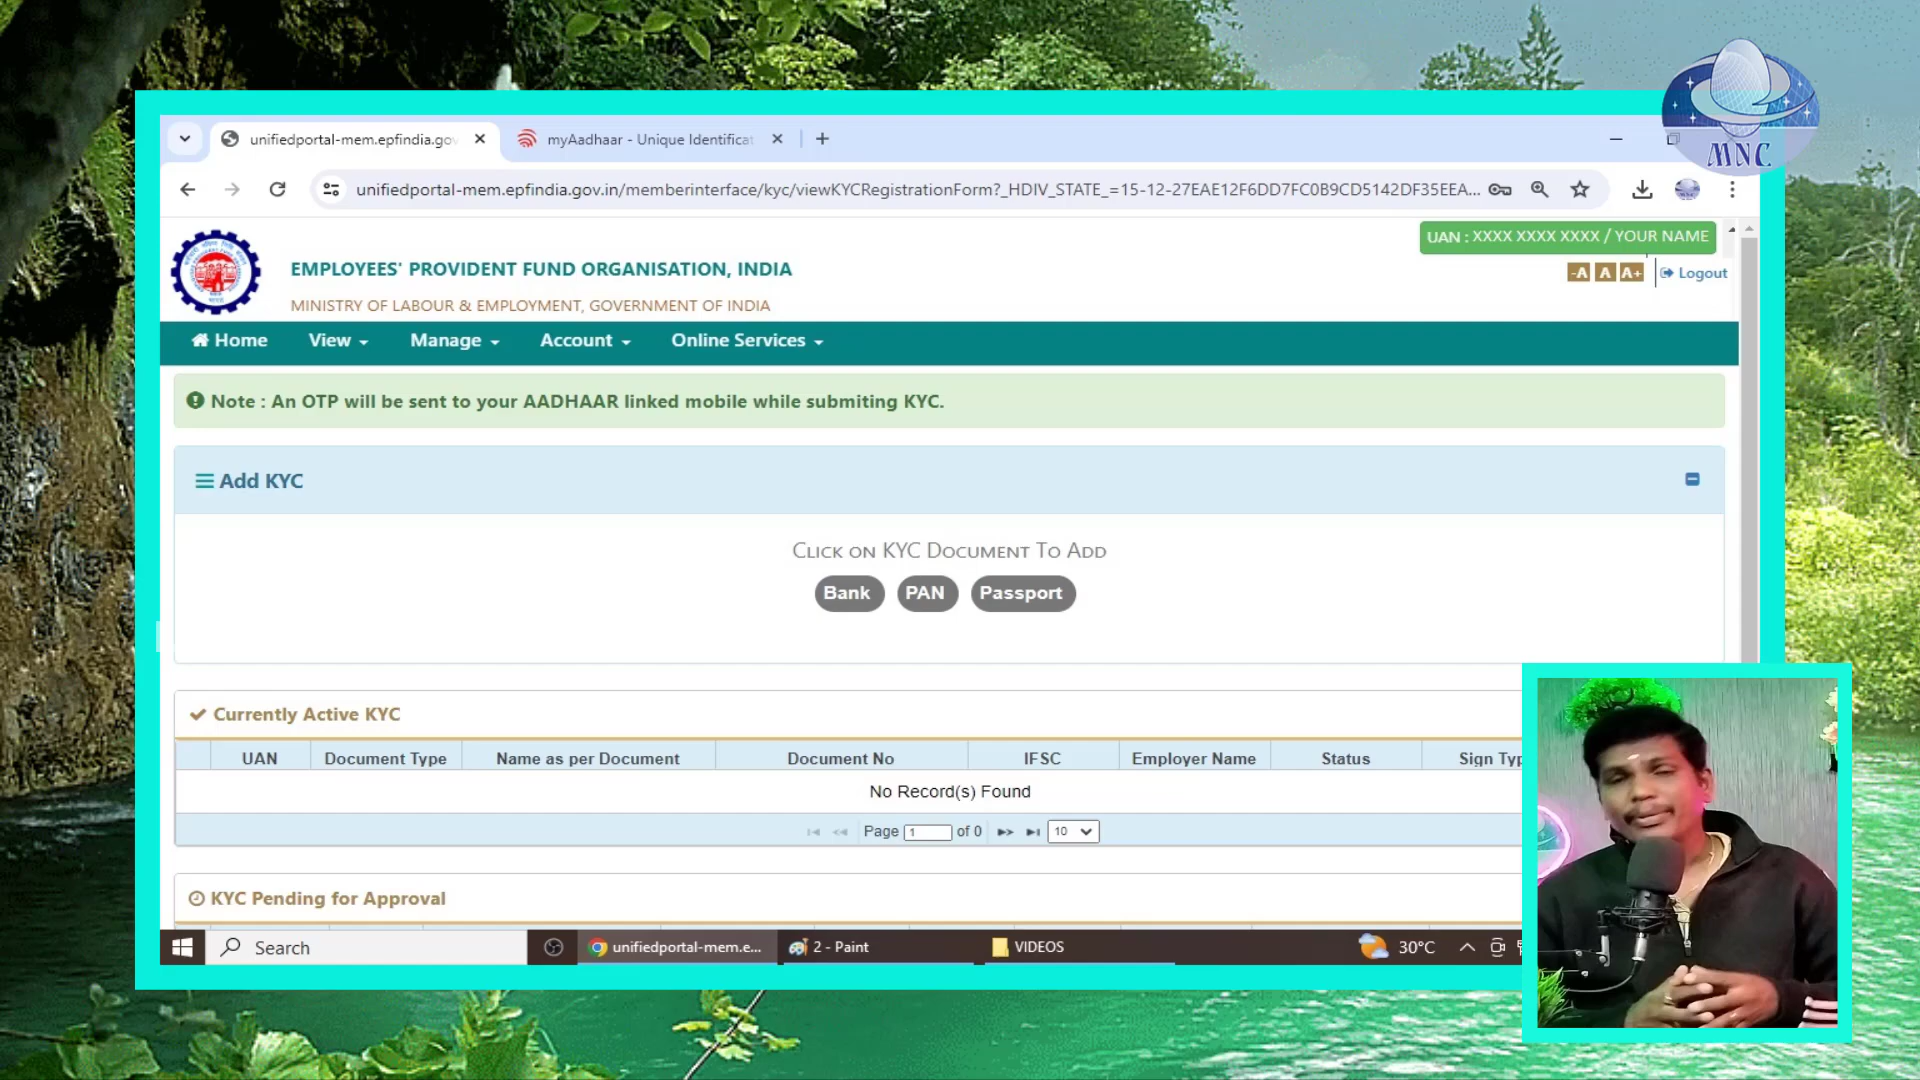 unifiedportal-mem.epfindia.gov
myAadhaar - Unique Identificat
MNC
unifiedportal-mem.epfindia.gov.in/memberinterface/kyc/viewKYCRegistrationForm?_HDIV_STATE_=15-12-27EAE12F6DD7FC0B9CD5142DF35EEA...
UAN : XXXX XXXX XXXX / YOUR NAME
EMPLOYEES' PROVIDENT FUND ORGANISATION, INDIA
-A A A+ Logout
MINISTRY OF LABOUR & EMPLOYMENT, GOVERNMENT OF INDIA
Home View Manage Account Online Services
Note : An OTP will be sent to your AADHAAR linked mobile while submiting KYC.
Add KYC
CLICK ON KYC DOCUMENT TO ADD
Bank PAN Passport
Currently Active KYC
UAN Document Type Name as per Document Document No IFSC Employer Name Status Sign Typ
No Record(s) Found
Page 1 of 0 10
KYC Pending for Approval
Search unifiedportal-mem.e... 2 - Paint VIDEOS 30°C